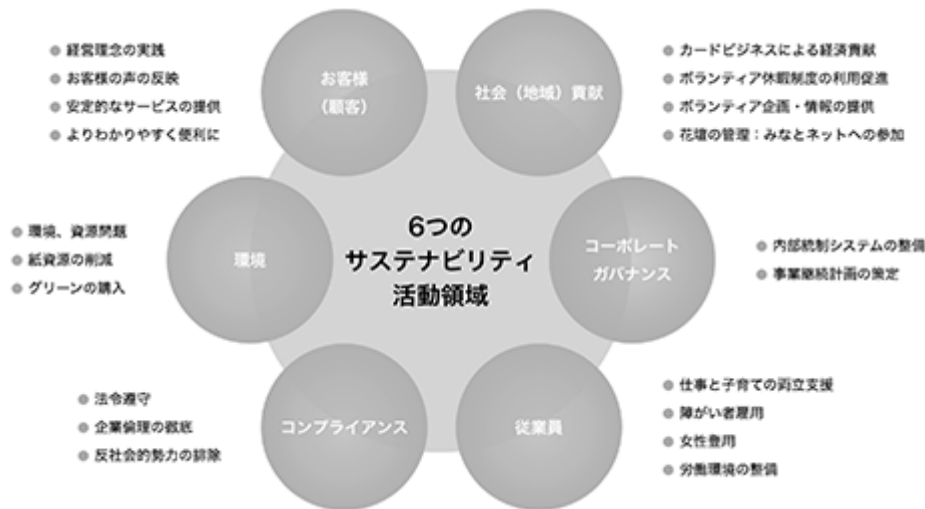 ● 経営理念の実践
● お客様の声の反映
● 安定的なサービスの提供
● よりわかりやすく便利に
お客様
（顧客）
社会（地域）貢献
● カードビジネスによる経済貢献
● ボランティア休暇制度の利用促進
● ボランティア企画・情報の提供
● 花壇の管理：みなとネットへの参加
● 環境、資源問題
● 紙資源の削減
● グリーンの購入
環境
6つの
サステナビリティ
活動領域
コーポレート
ガバナンス
● 内部統制システムの整備
● 事業継続計画の策定
● 法令遵守
● 企業倫理の徹底
● 反社会的勢力の排除
コンプライアンス
従業員
● 仕事と子育ての両立支援
● 障がい者雇用
● 女性登用
● 労働環境の整備